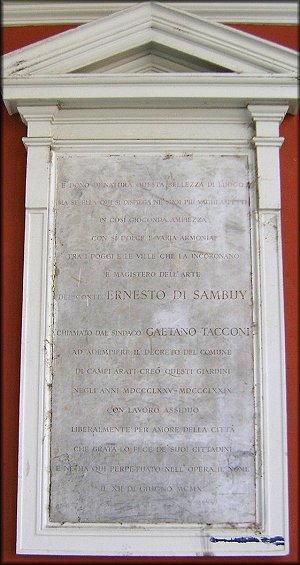 È DONO DI NATURA QUESTA BELLEZZA DI LUOGO
MA SE ELLA QUI SI DISPIEGA NE' SUOI PIÙ VAGHI ASPETTI
IN COSÌ GIOCONDA AMPIEZZA
CON SÌ DOLCE E VARIA ARMONIA
TRA I POGGI E LE VILLE CHE LA INCORONANO
È MAGISTERO DELL'ARTE
DEL CONTE ERNESTO DI SAMBUY
CHIAMATO DAL SINDACO GAETANO TACCONI
AD ADEMPIERE IL DECRETO DEL COMUNE
DI CAMPI ARATI CREÒ QUESTI GIARDINI
NEGLI ANNI MDCCCLXXV-MDCCCLXXIX
CON LAVORO ASSIDUO
LIBERALMENTE PER AMORE DELLA CITTÀ
CHE GRATA LO FECE DE' SUOI CITTADINI
E NE HA QUI PERPETUATO NELL'OPERA IL NOME
IL XII DI GIUGNO MCMX